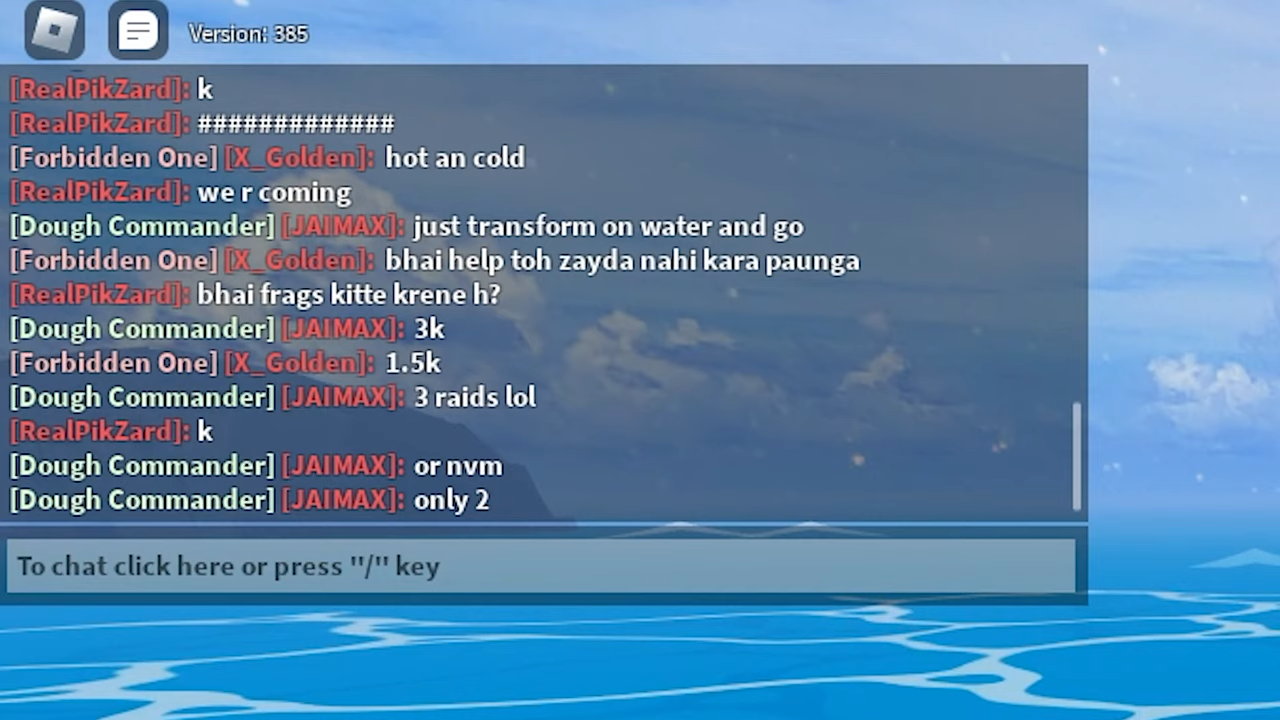 Version: 385
[RealPikZard]: k
[RealPikZard]: #############
[Forbidden One] [X_Golden]: hot an cold
[RealPikZard]: we r coming
[Dough Commander] [JAIMAX]: just transform on water and go
[Forbidden One] [X_Golden]: bhai help toh zayda nahi kara paunga
[RealPikZard]: bhai frags kitte krene h?
[Dough Commander] [JAIMAX]: 3k
[Forbidden One] [X_Golden]: 1.5k
[Dough Commander] [JAIMAX]: 3 raids lol
[RealPikZard]: k
[Dough Commander] [JAIMAX]: or nvm
[Dough Commander] [JAIMAX]: only 2
To chat click here or press "/" key